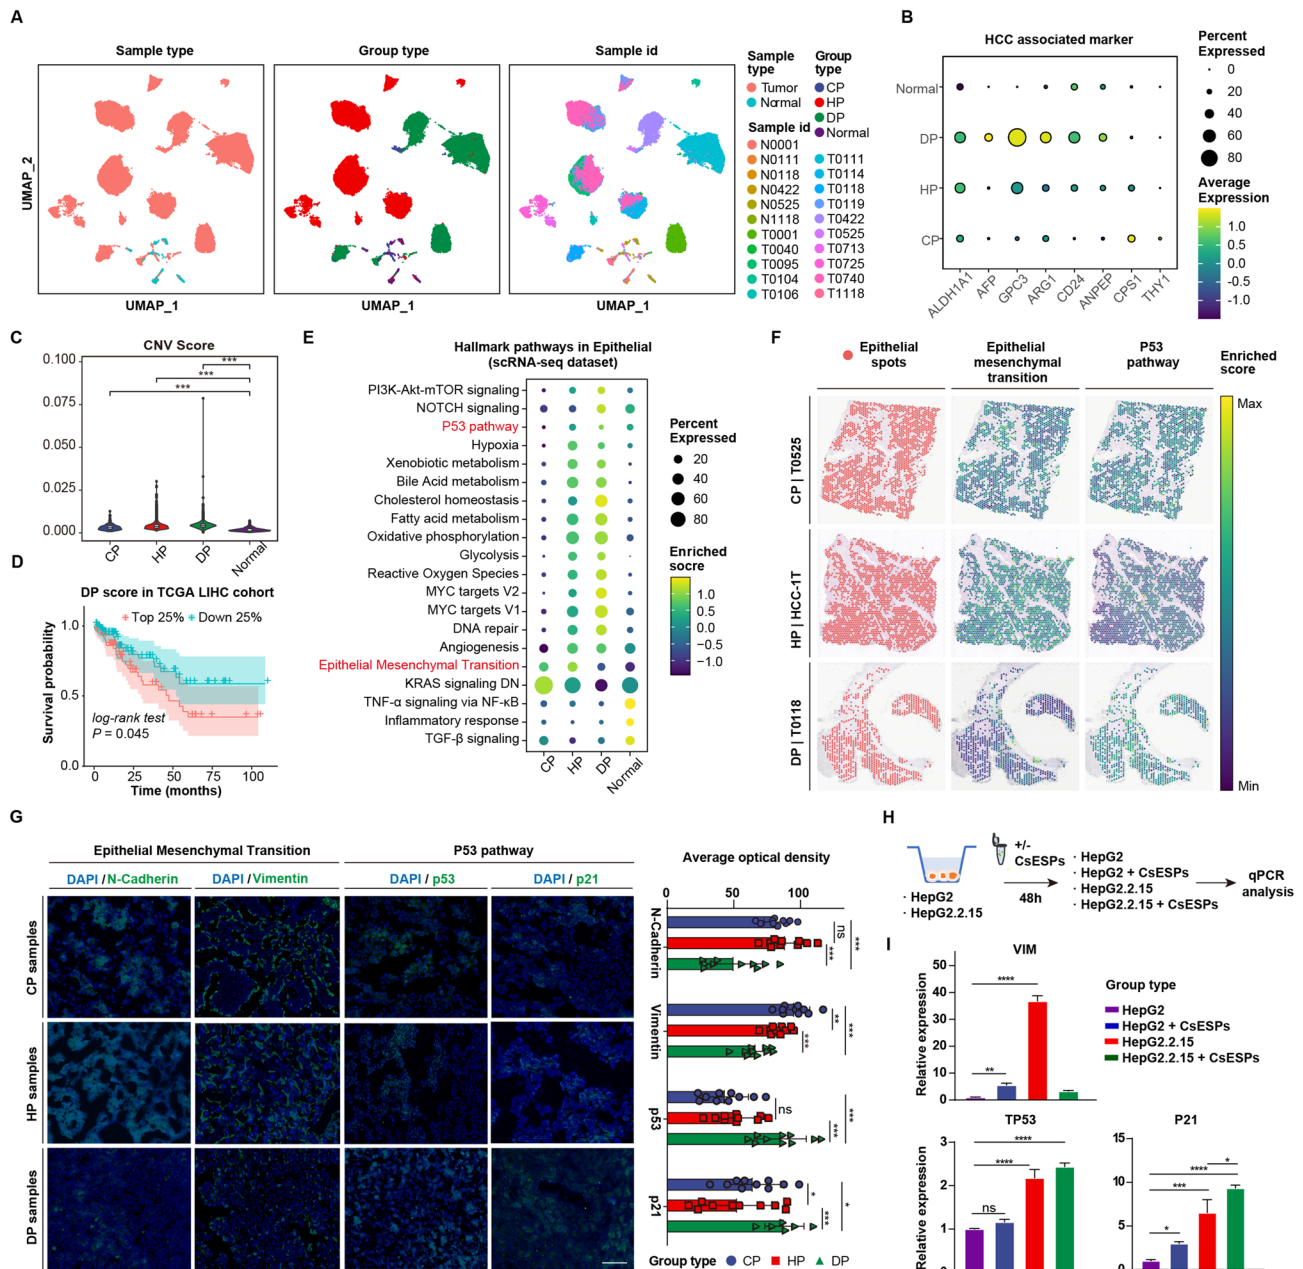 A
Sample type
Group type
Sample id
UMAP_2
UMAP_1
UMAP_1
UMAP_1
Sample
type
Tumor
Normal
Group
type
CP
HP
DP
Normal
Sample id
N0001
N0111
N0118
N0422
N0525
N1118
T0001
T0040
T0095
T0104
T0106
T0111
T0114
T0118
T0119
T0422
T0525
T0713
T0725
T0740
T1118
B
HCC associated marker
Normal
DP
HP
CP
ALDH1A1
AFP
GPC3
ARG1
CD24
ANPEP
CPS1
THY1
Percent
Expressed
0
20
40
60
80
Average
Expression
1.0
0.5
0.0
-0.5
-1.0
C
CNV Score
0.100
0.075
0.050
0.025
0.000
***
***
***
CP
HP
DP
Normal
D
DP score in TCGA LIHC cohort
Top 25% Down 25%
Survival probability
1.0
0.5
0.0
log-rank test
P = 0.045
0 25 50 75 100
Time (months)
E
Hallmark pathways in Epithelial
(scRNA-seq dataset)
PI3K-Akt-mTOR signaling
NOTCH signaling
P53 pathway
Hypoxia
Xenobiotic metabolism
Bile Acid metabolism
Cholesterol homeostasis
Fatty acid metabolism
Oxidative phosphorylation
Glycolysis
Reactive Oxygen Species
MYC targets V2
MYC targets V1
DNA repair
Angiogenesis
Epithelial Mesenchymal Transition
KRAS signaling DN
TNF-α signaling via NF-κB
Inflammatory response
TGF-β signaling
CP
HP
DP
Normal
Percent
Expressed
20
40
60
80
Enriched
socre
1.0
0.5
0.0
−0.5
−1.0
F
Epithelial
spots
Epithelial
mesenchymal
transition
P53
pathway
Enriched
score
Max
Min
CP | T0525
HP | HCC-1T
DP | T0118
G
Epithelial Mesenchymal Transition
P53 pathway
DAPI / N-Cadherin
DAPI / Vimentin
DAPI / p53
DAPI / p21
CP samples
HP samples
DP samples
Average optical density
0 50 100
N-Cadherin
ns
***
***
Vimentin
**
***
***
p53
ns
***
***
p21
*
***
*
Group type CP HP DP
H
· HepG2
· HepG2.2.15
+/-
CsESPs
48h
· HepG2
· HepG2 + CsESPs
· HepG2.2.15
· HepG2.2.15 + CsESPs
qPCR
analysis
I
VIM
Relative expression
50
40
30
20
10
0
**
****
Group type
HepG2
HepG2 + CsESPs
HepG2.2.15
HepG2.2.15 + CsESPs
TP53
Relative expression
3
2
1
ns
****
****
P21
15
10
5
0
*
***
****
*